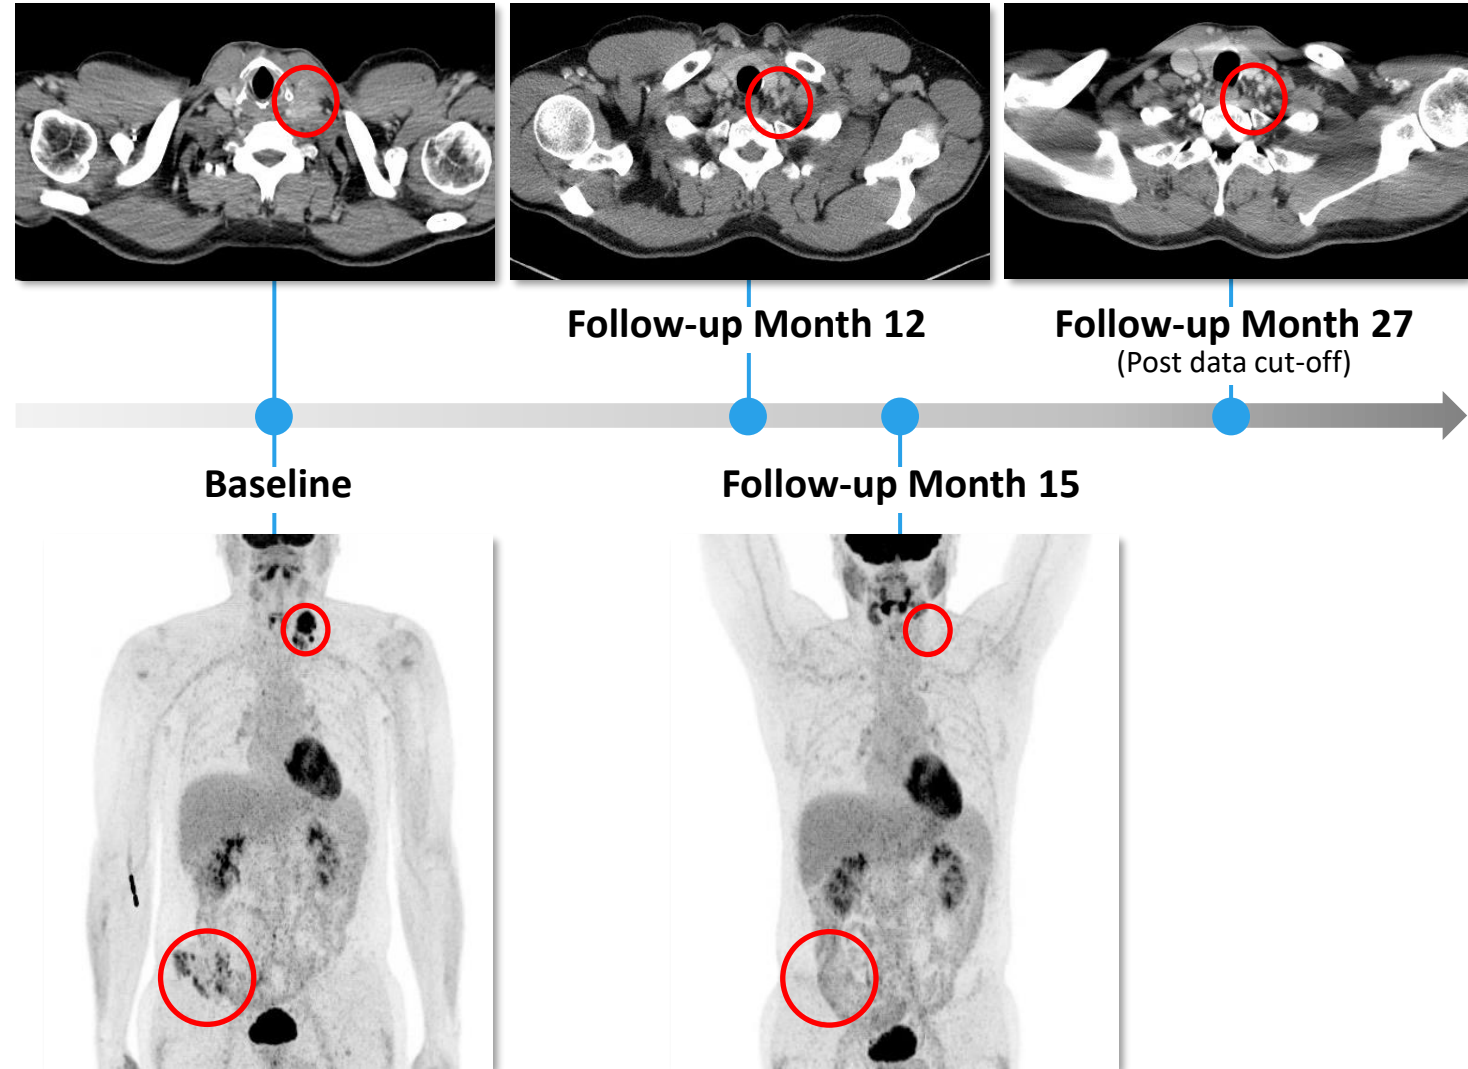 Follow-up Month 12
Follow-up Month 27
(Post data cut-off)
Baseline
Follow-up Month 15